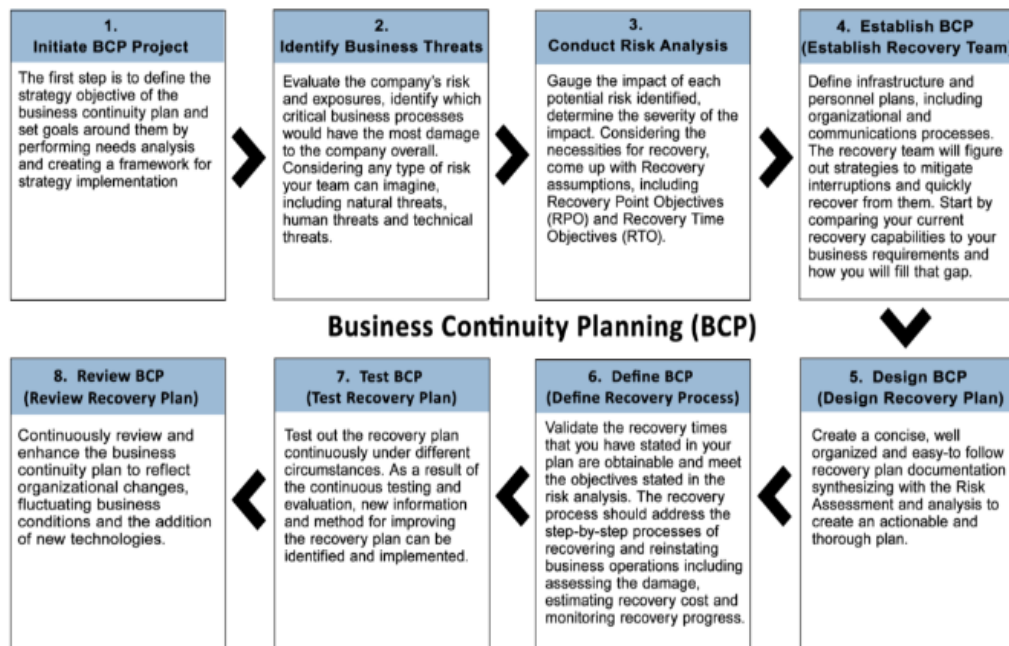 1.
Initiate BCP Project
The first step is to define the
strategy objective of the
business continuity plan and
set goals around them by
performing needs analysis
and creating a framework for
strategy implementation
2.
Identify Business Threats
Evaluate the company's risk
and exposures, identify which
critical business processes
would have the most damage
to the company overall.
Considering any type of risk
your team can imagine,
including natural threats,
human threats and technical
threats.
3.
Conduct Risk Analysis
Gauge the impact of each
potential risk identified,
determine the severity of the
impact. Considering the
necessities for recovery,
come up with Recovery
assumptions, including
Recovery Point Objectives
(RPO) and Recovery Time
Objectives (RTO).
4. Establish BCP
(Establish Recovery Team)
Define infrastructure and
personnel plans, including
organizational and
communications processes.
The recovery team will figure
out strategies to mitigate
interruptions and quickly
recover from them. Start by
comparing your current
recovery capabilities to your
business requirements and
how you will fill that gap.
Business Continuity Planning (BCP)
5. Design BCP
(Design Recovery Plan)
Create a concise, well
organized and easy-to follow
recovery plan documentation
synthesizing with the Risk
Assessment and analysis to
create an actionable and
thorough plan.
6. Define BCP
(Define Recovery Process)
Validate the recovery times
that you have stated in your
plan are obtainable and meet
the objectives stated in the
risk analysis. The recovery
process should address the
step-by-step processes of
recovering and reinstating
business operations including
assessing the damage,
estimating recovery cost and
monitoring recovery progress.
7. Test BCP
(Test Recovery Plan)
Test out the recovery plan
continuously under different
circumstances. As a result of
the continuous testing and
evaluation, new information
and method for improving
the recovery plan can be
identified and implemented.
8. Review BCP
(Review Recovery Plan)
Continuously review and
enhance the business
continuity plan to reflect
organizational changes,
fluctuating business
conditions and the addition
of new technologies.